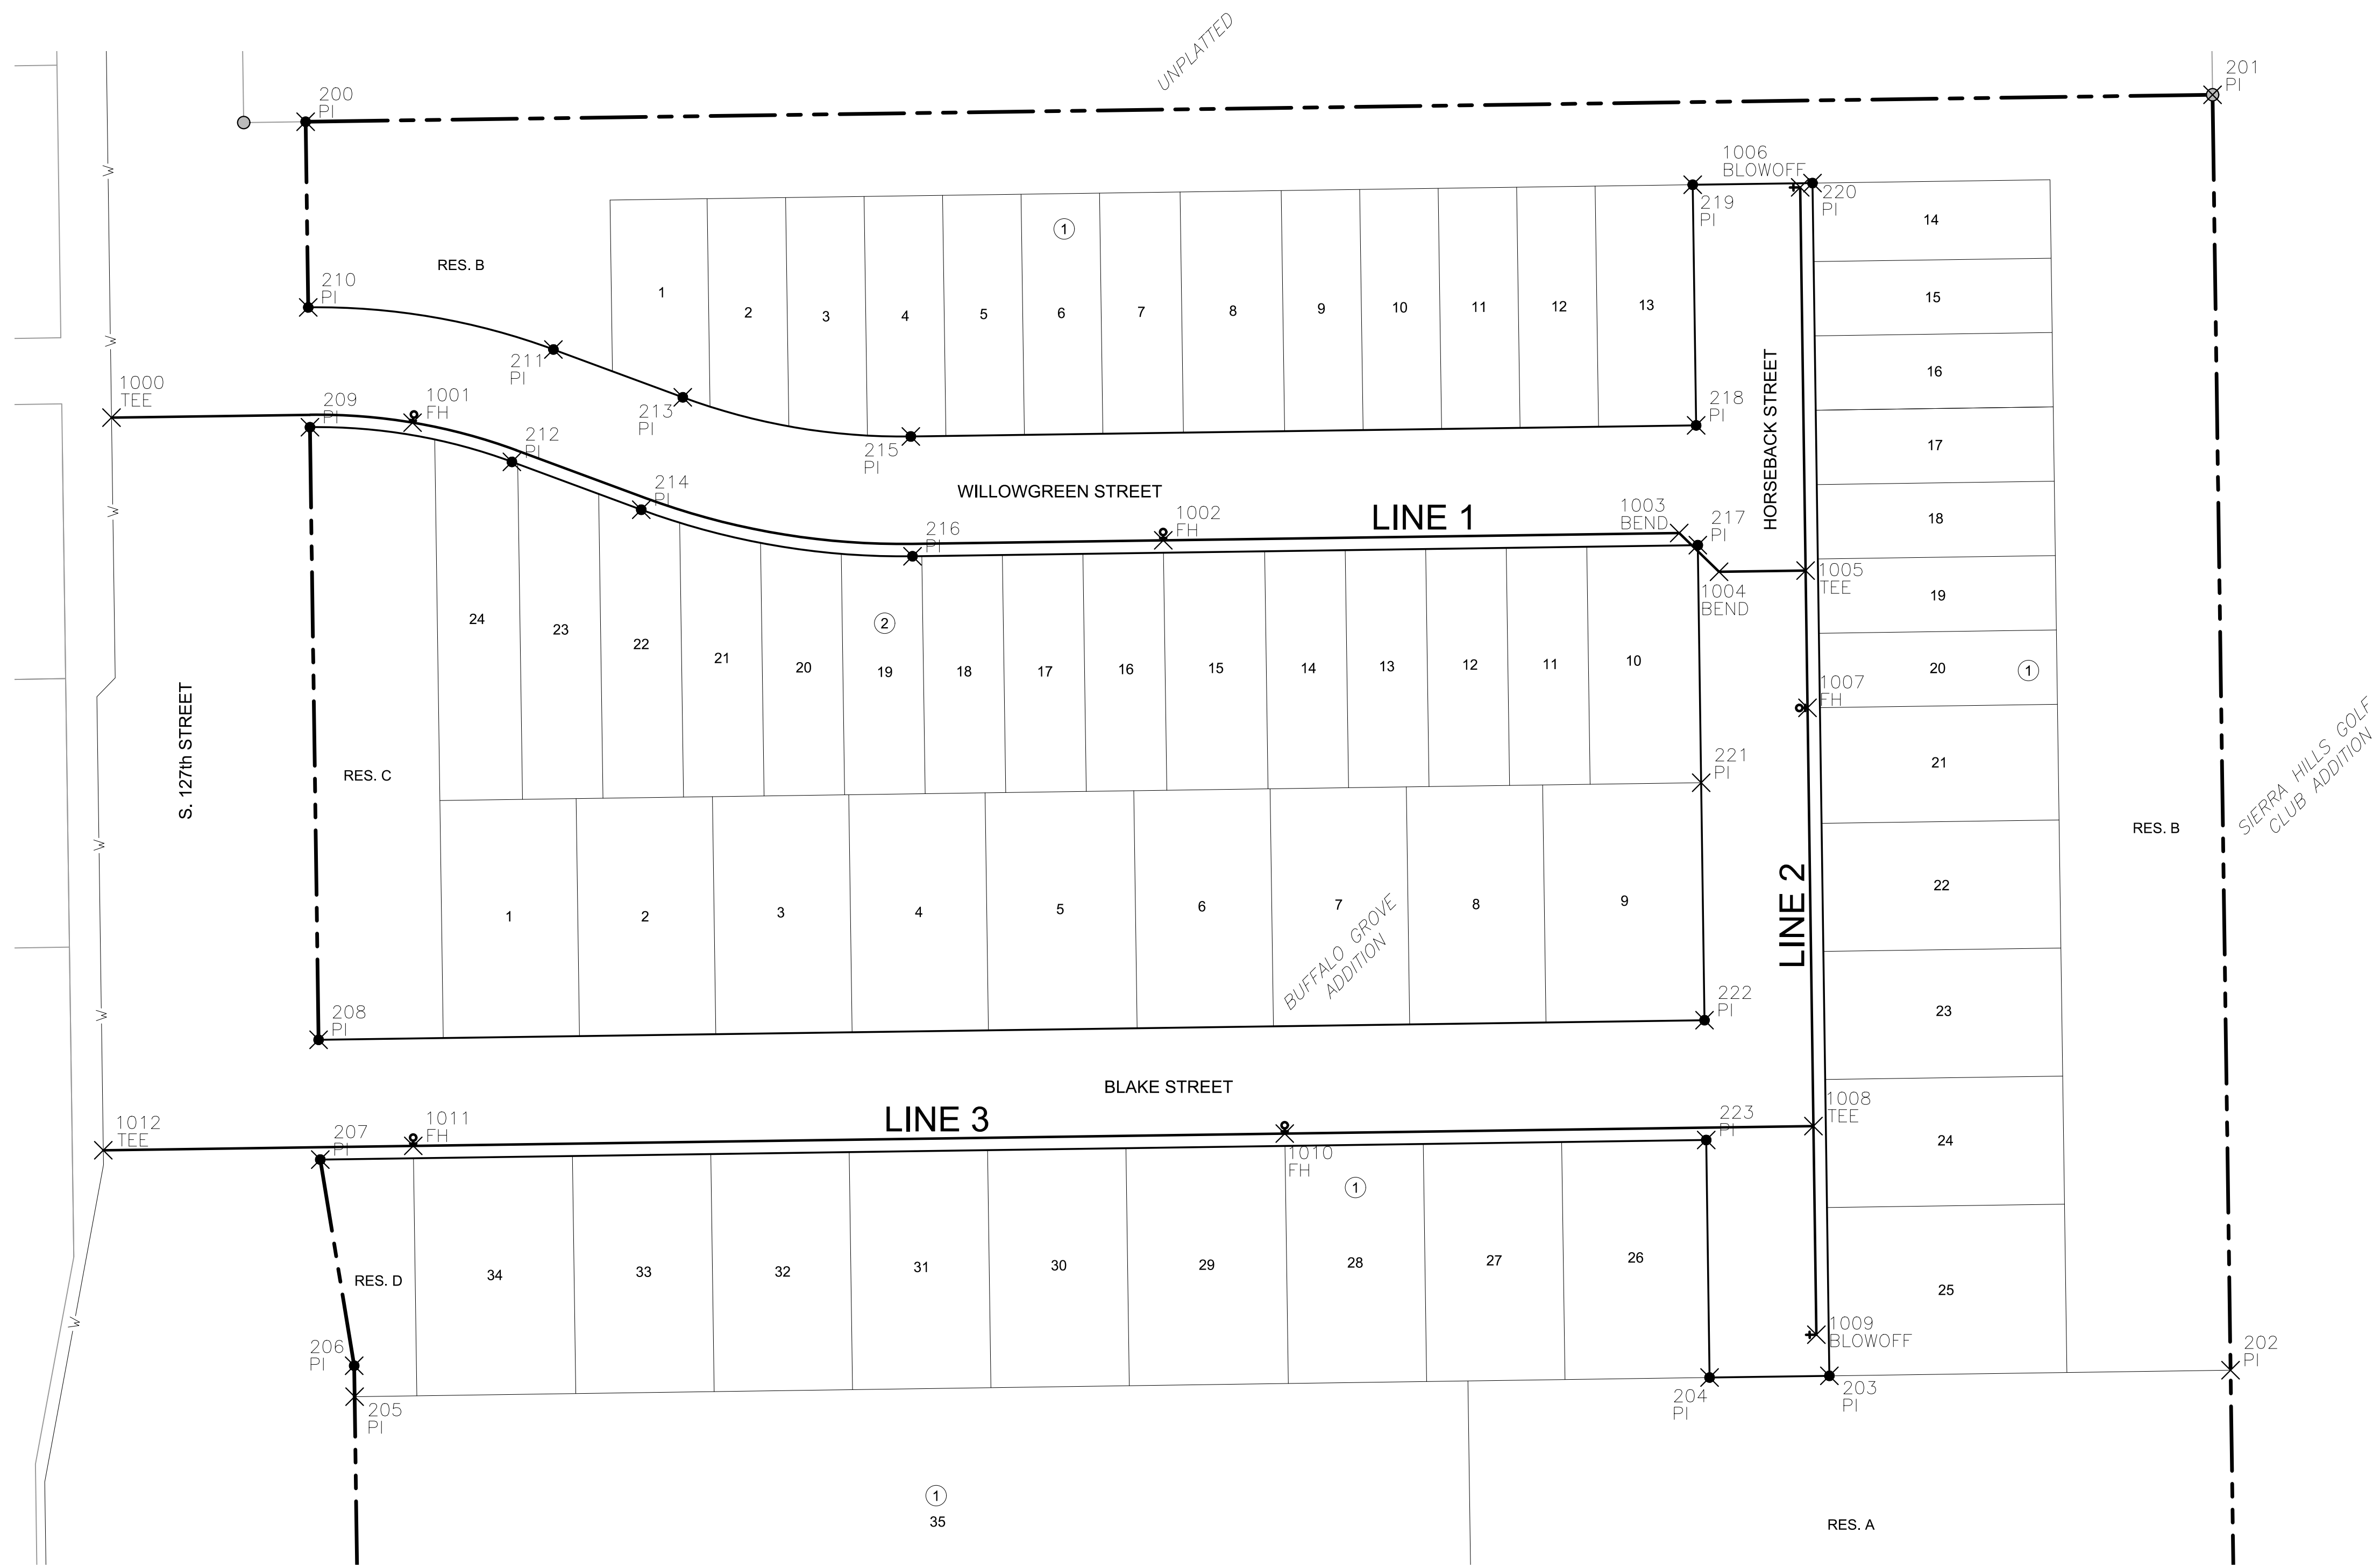 UNPLATTED
201
PI
200
PI
1006
BLOWOFF
219
PI
220
PI
RES. B
210
PI
1
2
3
4
5
1
6
7
8
9
10
11
12
13
14
15
16
17
18
19
20
1
21
22
23
24
25
211
PI
213
PI
215
PI
218
PI
1000
TEE
209
PI
1001
FH
212
PI
214
PI
216
PI
WILLOWGREEN STREET
1002
FH
LINE 1
1003
BEND
217
PI
HORSEBACK STREET
1004
BEND
1005
TEE
1007
FH
24
23
22
21
20
2
19
18
17
16
15
14
13
12
11
10
S. 127th STREET
RES. C
221
PI
RES. B
SIERRA HILLS GOLF
CLUB ADDITION
1
2
3
4
5
6
7
8
9
BUFFALO GROVE
ADDITION
LINE 2
208
PI
222
PI
BLAKE STREET
1012
TEE
207
PI
1011
FH
LINE 3
1010
FH
223
PI
1008
TEE
RES. D
34
33
32
31
30
29
1
28
27
26
206
PI
205
PI
204
PI
203
PI
1009
BLOWOFF
202
PI
1
35
RES. A
W
W
W
W
W
W